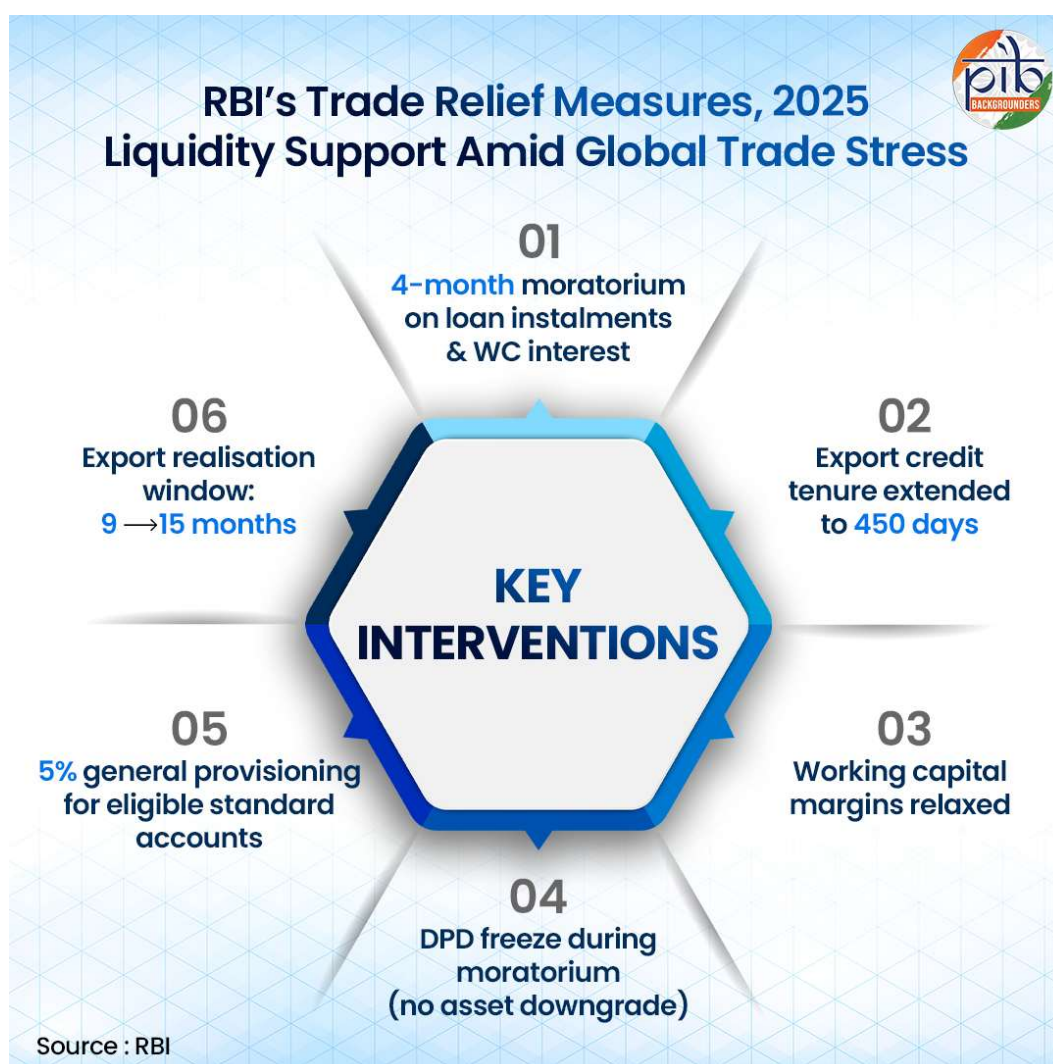 pib
BACKGROUNDERS
RBI's Trade Relief Measures, 2025
Liquidity Support Amid Global Trade Stress
01
4-month moratorium
on loan instalments
& WC interest
02
Export credit
tenure extended
to 450 days
03
Working capital
margins relaxed
04
DPD freeze during
moratorium
(no asset downgrade)
05
5% general provisioning
for eligible standard
accounts
06
Export realisation
window:
9 → 15 months
KEY
INTERVENTIONS
Source : RBI